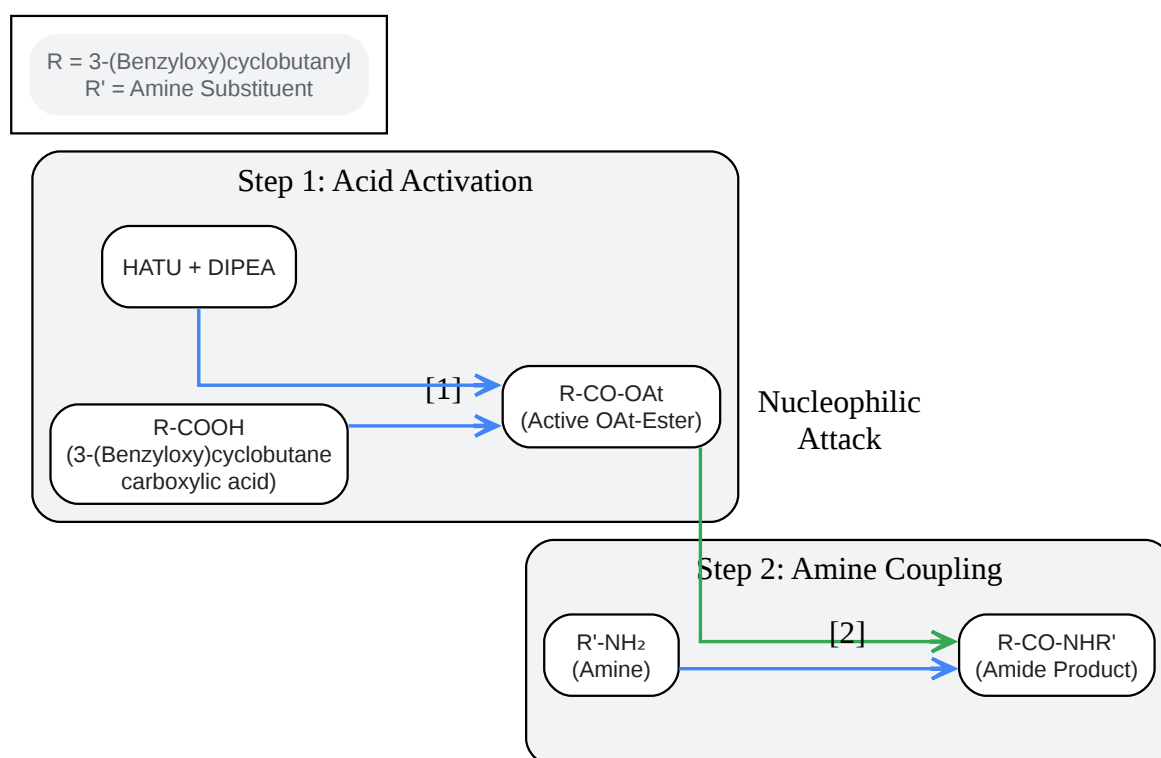 R = 3-(Benzyloxy)cyclobutanyl
R' = Amine Substituent
Step 1: Acid Activation
HATU + DIPEA
[1]
R-COOH
(3-(Benzyloxy)cyclobutane
carboxylic acid)
R-CO-OAt
(Active OAt-Ester)
Nucleophilic
Attack
Step 2: Amine Coupling
R'-NH₂
(Amine)
[2]
R-CO-NHR'
(Amide Product)